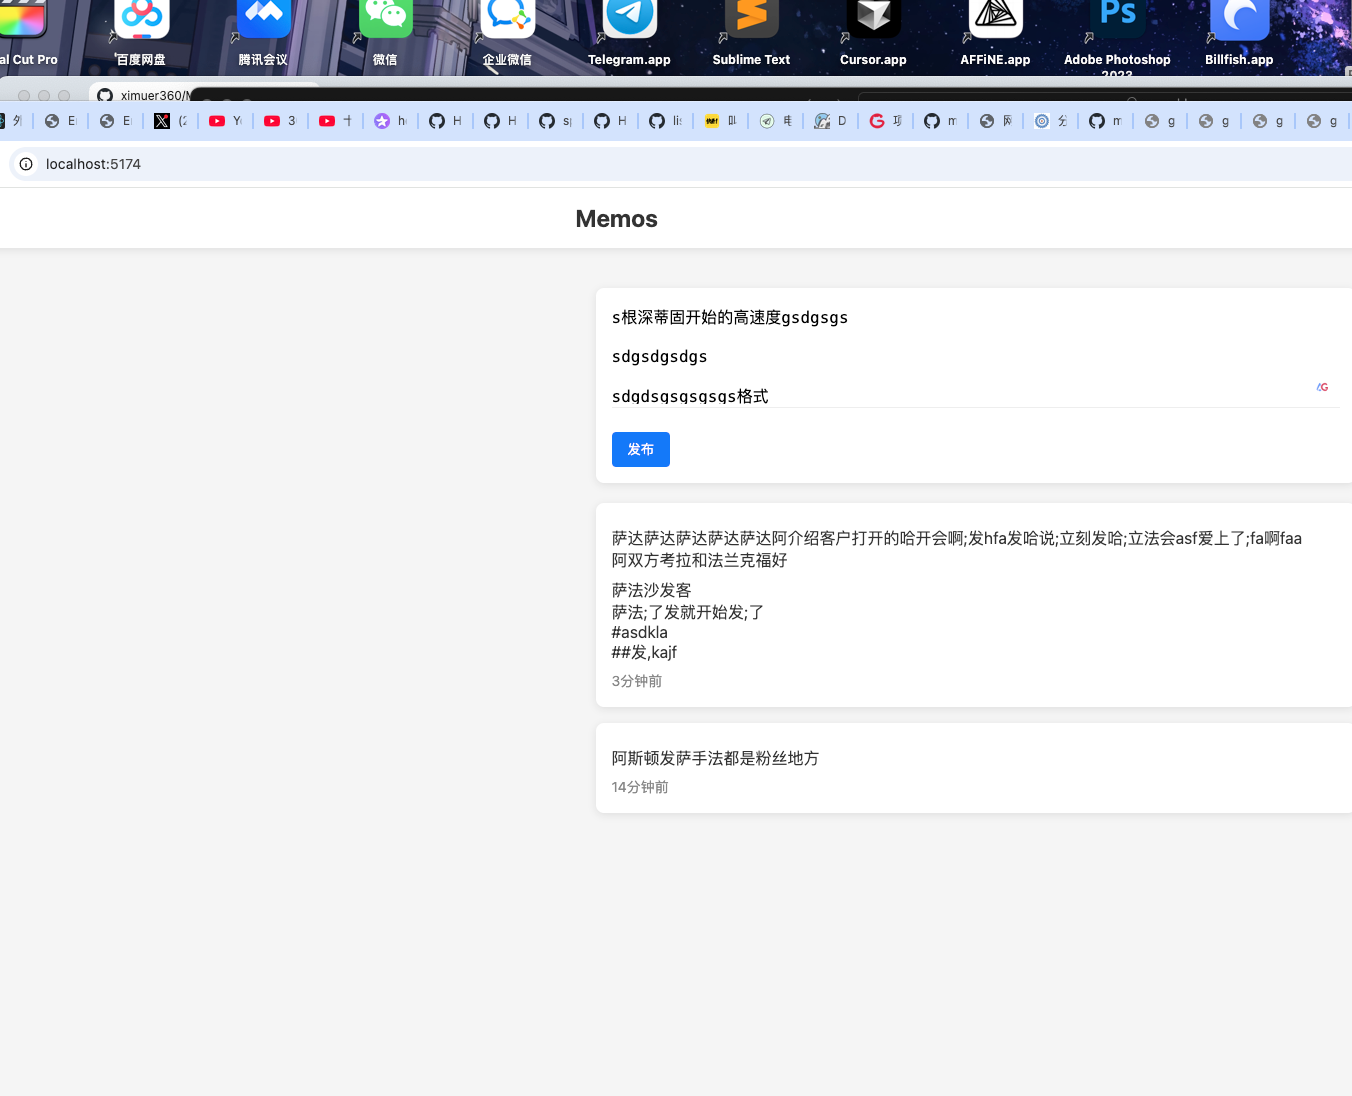 al Cut Pro
百度网盘
腾讯会议
微信
企业微信
Telegram.app
Sublime Text
Cursor.app
AFFiNE.app
Adobe Photoshop
2023
Billfish.app
ximuer360/M
localhost:5174
Memos
s根深蒂固开始的高速度gsdgsgs
sdgsdgsdgs
sdgdsgsgsgsgs格式
发布
萨达萨达萨达萨达萨达阿介绍客户打开的哈开会啊;发hfa发哈说;立刻发哈;立法会asf爱上了;fa啊faa
阿双方考拉和法兰克福好
萨法沙发客
萨法;了发就开始发;了
#asdkla
##发,kajf
3分钟前
阿斯顿发萨手法都是粉丝地方
14分钟前